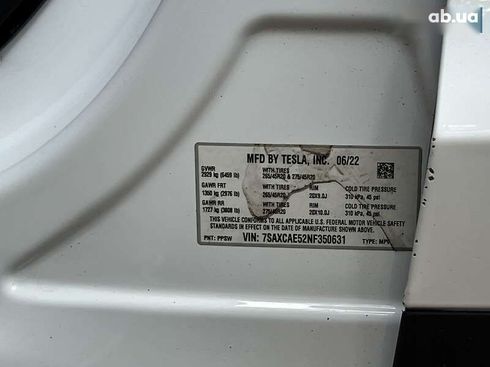 ab.ua
MFD BY TESLA, INC. 06/22
GVWR WITH TIRES
2929 kg (6459 lb) 265/45R20 & 275/45R20
GAWR FRT WITH TIRES RIM COLD TIRE PRESSURE
1350 kg (2976 lb) 265/45R20 20X9.0J 310 kPa, 45 psi
GAWR RR WITH TIRES RIM COLD TIRE PRESSURE
1727 kg (3808 lb) 275/45R20 20X10.0J 310 kPa, 45 psi
THIS VEHICLE CONFORMS TO ALL APPLICABLE
U.S. FEDERAL MOTOR VEHICLE SAFETY
STANDARDS IN EFFECT ON THE
DATE OF MANUFACTURE SHOWN ABOVE.
PNT: PPSW VIN: 7SAXCAE52NF350631 TYPE: MPV